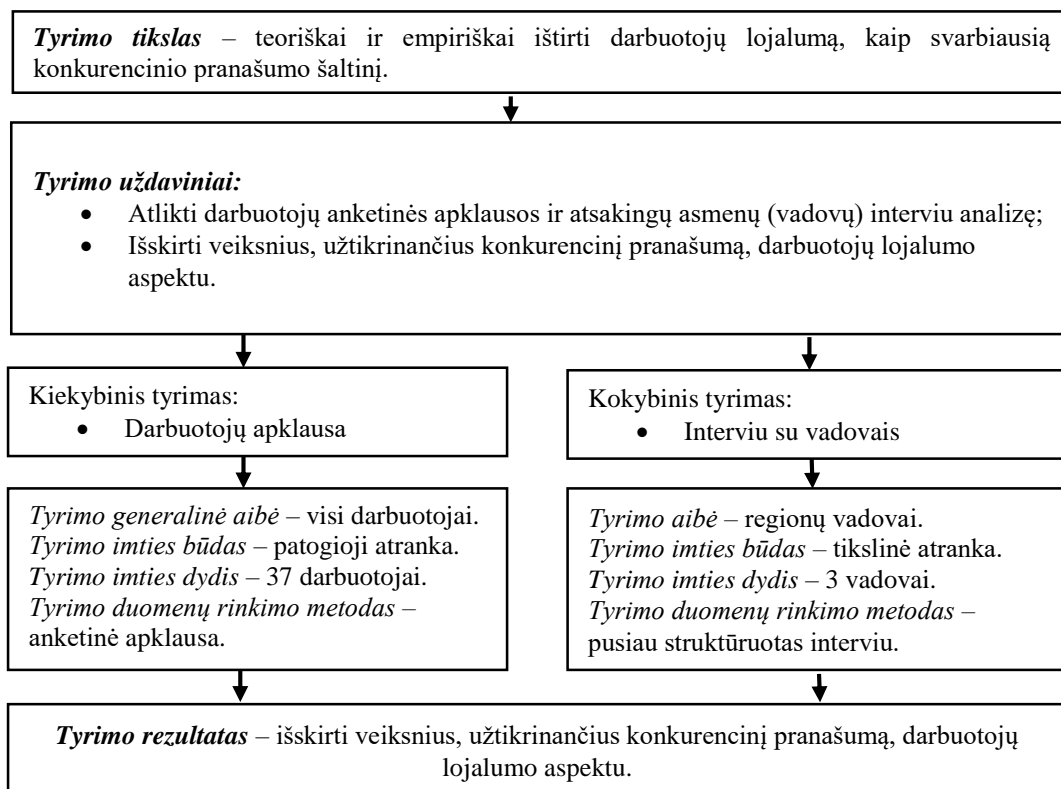 Tyrimo tikslas – teoriškai ir empiriškai ištirti darbuotojų lojalumą, kaip svarbiausią
konkurencinio pranašumo šaltinį.
Tyrimo uždaviniai:
• Atlikti darbuotojų anketinės apklausos ir atsakingų asmenų (vadovų) interviu analizę;
• Išskirti veiksnius, užtikrinančius konkurencinį pranašumą, darbuotojų lojalumo
aspektu.
Kiekybinis tyrimas:
• Darbuotojų apklausa
Kokybinis tyrimas:
• Interviu su vadovais
Tyrimo generalinė aibė – visi darbuotojai.
Tyrimo imties būdas – patogioji atranka.
Tyrimo imties dydis – 37 darbuotojai.
Tyrimo duomenų rinkimo metodas –
anketinė apklausa.
Tyrimo aibė – regionų vadovai.
Tyrimo imties būdas – tikslinė atranka.
Tyrimo imties dydis – 3 vadovai.
Tyrimo duomenų rinkimo metodas –
pusiau struktūruotas interviu.
Tyrimo rezultatas – išskirti veiksnius, užtikrinančius konkurencinį pranašumą, darbuotojų
lojalumo aspektu.